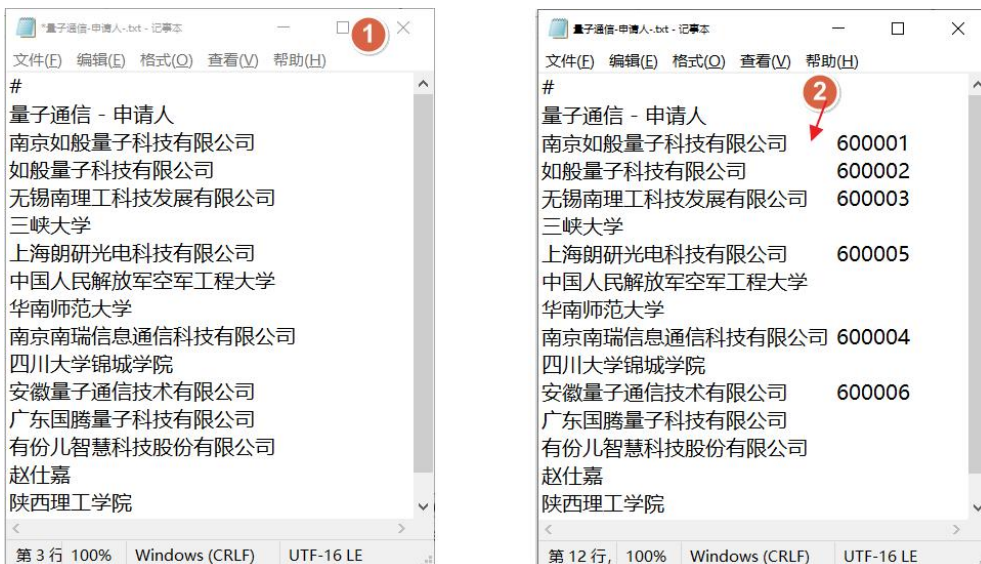 *量子通信-申请人-.txt - 记事本
1
文件(F) 编辑(E) 格式(O) 查看(V) 帮助(H)
#
量子通信 - 申请人
南京如般量子科技有限公司
如般量子科技有限公司
无锡南理工科技发展有限公司
三峡大学
上海朗研光电科技有限公司
中国人民解放军空军工程大学
华南师范大学
南京南瑞信息通信科技有限公司
四川大学锦城学院
安徽量子通信技术有限公司
广东国腾量子科技有限公司
有份儿智慧科技股份有限公司
赵仕嘉
陕西理工学院
第 3 行 100% Windows (CRLF) UTF-16 LE
量子通信-申请人-.txt - 记事本
文件(F) 编辑(E) 格式(O) 查看(V) 帮助(H)
2
#
量子通信 - 申请人
南京如般量子科技有限公司 600001
如般量子科技有限公司 600002
无锡南理工科技发展有限公司 600003
三峡大学
上海朗研光电科技有限公司 600005
中国人民解放军空军工程大学
华南师范大学
南京南瑞信息通信科技有限公司 600004
四川大学锦城学院
安徽量子通信技术有限公司 600006
广东国腾量子科技有限公司
有份儿智慧科技股份有限公司
赵仕嘉
陕西理工学院
第 12 行, 100% Windows (CRLF) UTF-16 LE